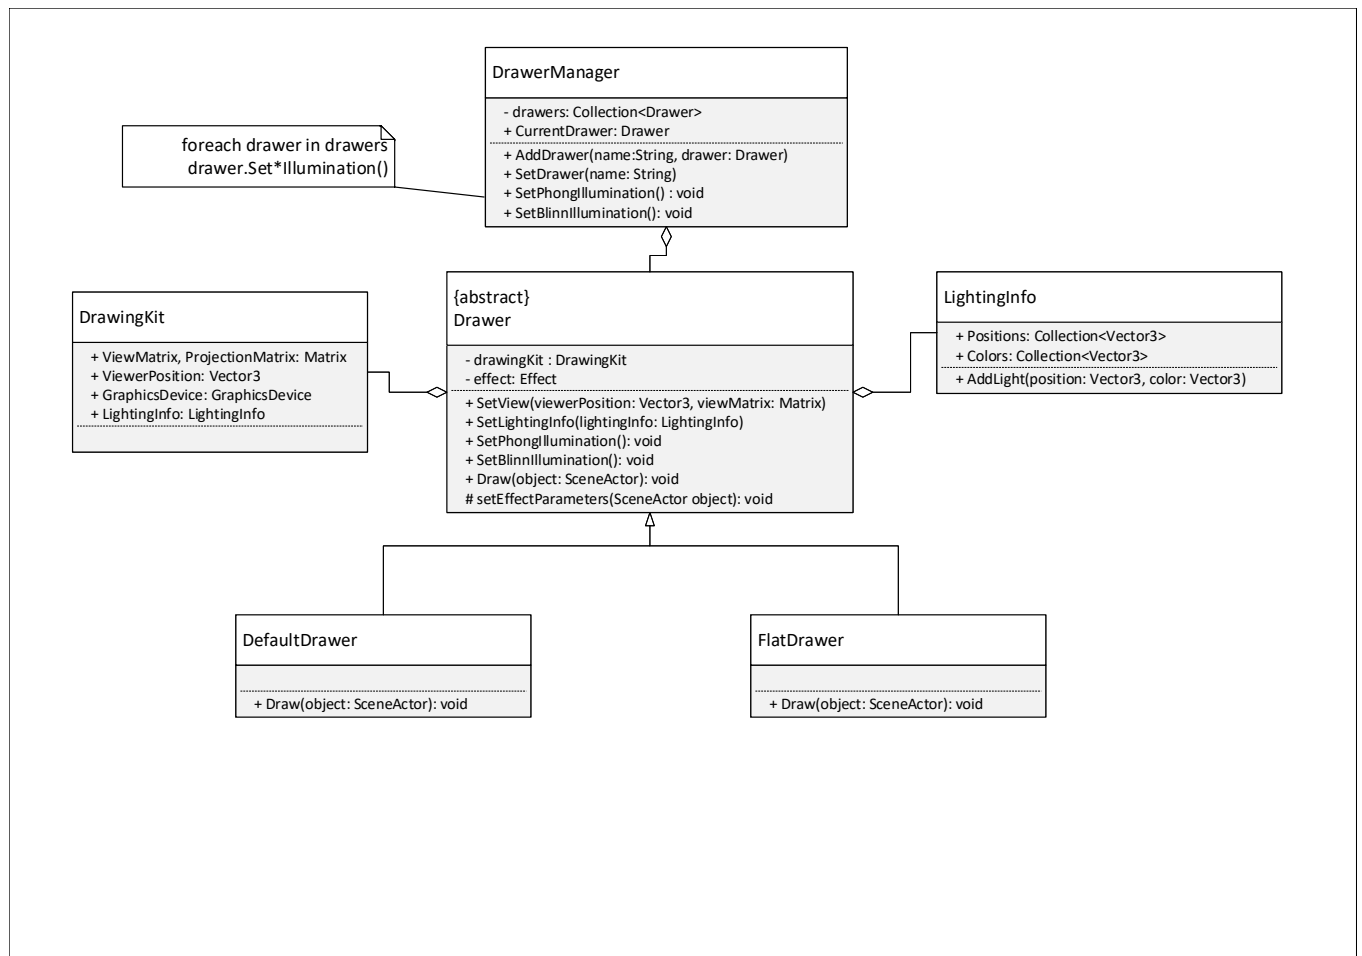 DrawerManager
- drawers: Collection<Drawer>
+ CurrentDrawer: Drawer
+ AddDrawer(name:String, drawer: Drawer)
+ SetDrawer(name: String)
+ SetPhongIllumination() : void
+ SetBlinnIllumination(): void
foreach drawer in drawers
drawer.Set*Illumination()
DrawingKit
+ ViewMatrix, ProjectionMatrix: Matrix
+ ViewerPosition: Vector3
+ GraphicsDevice: GraphicsDevice
+ LightingInfo: LightingInfo
{abstract}
Drawer
- drawingKit : DrawingKit
- effect: Effect
+ SetView(viewerPosition: Vector3, viewMatrix: Matrix)
+ SetLightingInfo(lightingInfo: LightingInfo)
+ SetPhongIllumination(): void
+ SetBlinnIllumination(): void
+ Draw(object: SceneActor): void
# setEffectParameters(SceneActor object): void
LightingInfo
+ Positions: Collection<Vector3>
+ Colors: Collection<Vector3>
+ AddLight(position: Vector3, color: Vector3)
DefaultDrawer
+ Draw(object: SceneActor): void
FlatDrawer
+ Draw(object: SceneActor): void